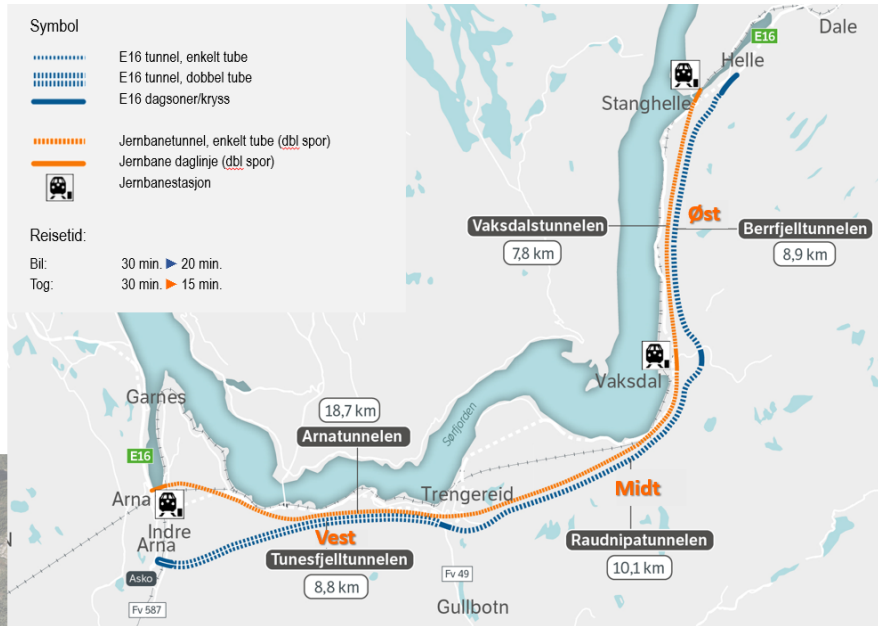 Symbol
E16 tunnel, enkelt tube
E16 tunnel, dobbel tube
E16 dagsoner/kryss
Jernbanetunnel, enkelt tube (dbl spor)
Jernbane daglinje (dbl spor)
Jernbanestasjon
Reisetid:
Bil: 30 min. ▶ 20 min.
Tog: 30 min. ▶ 15 min.
Dale
E16
Helle
Stanghelle
Øst
Vaksdalstunnelen
7,8 km
Berrfjelltunnelen
8,9 km
Vaksdal
Garnes
18,7 km
Arnatunnelen
Sørfjorden
E16
Arna
Trengereid
Midt
Indre
Arna
Vest
Tunesfjelltunnelen
8,8 km
Raudnipatunnelen
10,1 km
Asko
Fv 49
Fv 587
Gullbotn
N